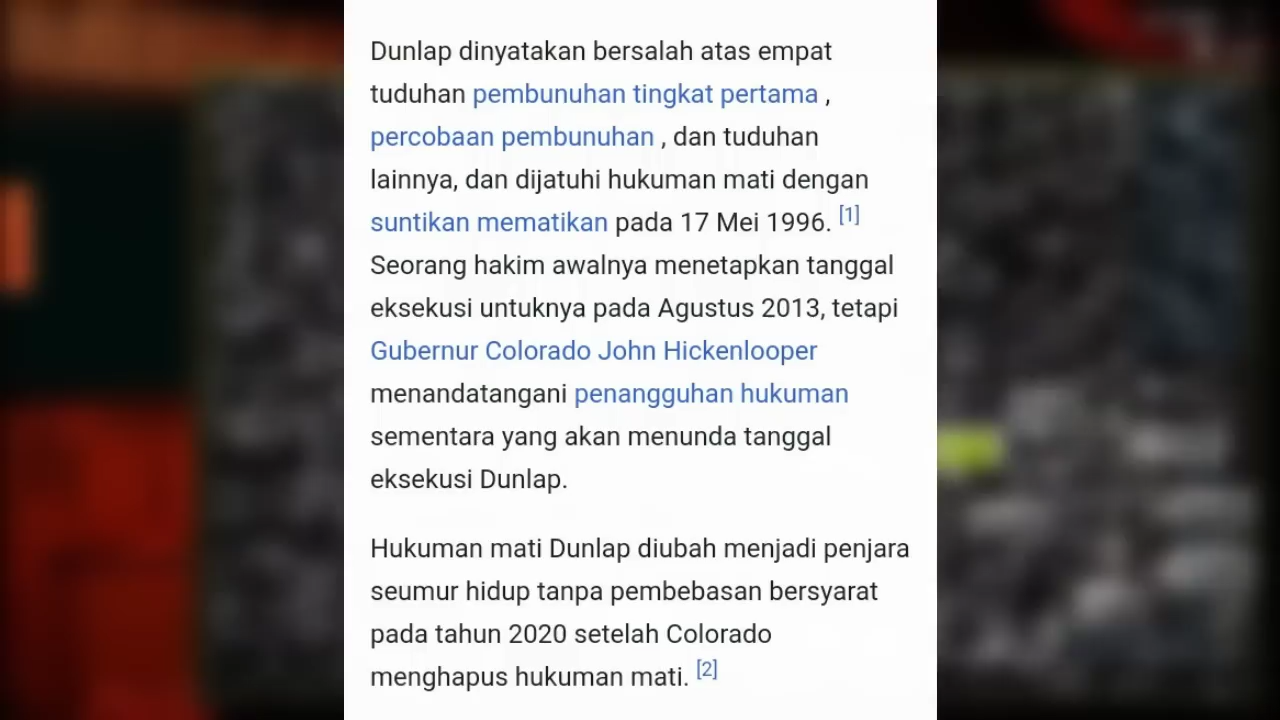 Dunlap dinyatakan bersalah atas empat
tuduhan pembunuhan tingkat pertama ,
percobaan pembunuhan , dan tuduhan
lainnya, dan dijatuhi hukuman mati dengan
suntikan mematikan pada 17 Mei 1996. [1]
Seorang hakim awalnya menetapkan tanggal
eksekusi untuknya pada Agustus 2013, tetapi
Gubernur Colorado John Hickenlooper
menandatangani penangguhan hukuman
sementara yang akan menunda tanggal
eksekusi Dunlap.
Hukuman mati Dunlap diubah menjadi penjara
seumur hidup tanpa pembebasan bersyarat
pada tahun 2020 setelah Colorado
menghapus hukuman mati. [2]